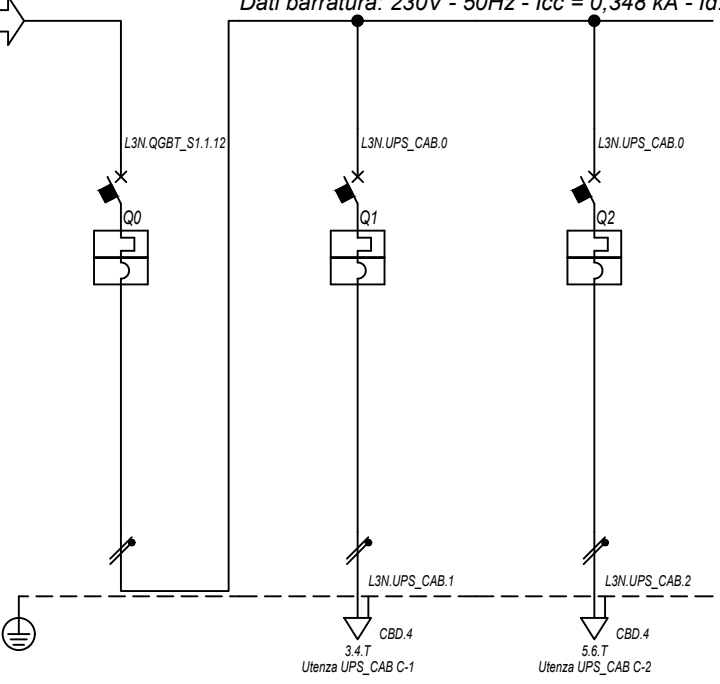 Dati barratura: 230V - 50Hz - Icc = 0,348 kA -
L3N.QGBT_S1.1.12
L3N.UPS_CAB.0
L3N.UPS_CAB.0
Q0
Q1
Q2
L3N.UPS_CAB.1
L3N.UPS_CAB.2
CBD.4
CBD.4
3.4.T
5.6.T
Utenza UPS_CAB C-1
Utenza UPS_CAB C-2